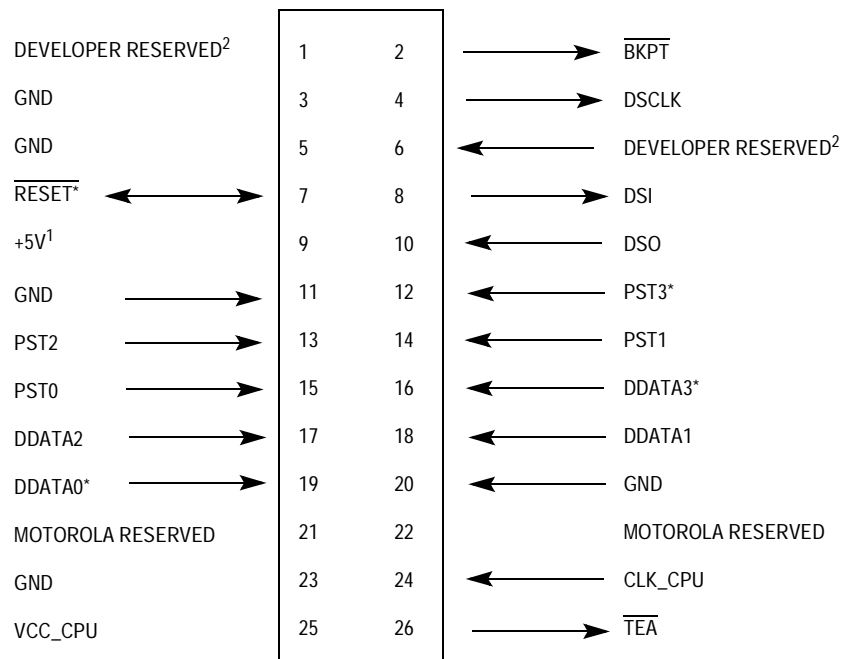 DEVELOPER RESERVED² 1 2 BKPT
GND 3 4 DSCLK
GND 5 6 DEVELOPER RESERVED²
RESET* 7 8 DSI
+5V¹ 9 10 DSO
GND 11 12 PST3*
PST2 13 14 PST1
PST0 15 16 DDATA3*
DDATA2 17 18 DDATA1
DDATA0* 19 20 GND
MOTOROLA RESERVED 21 22 MOTOROLA RESERVED
GND 23 24 CLK_CPU
VCC_CPU 25 26 TEA